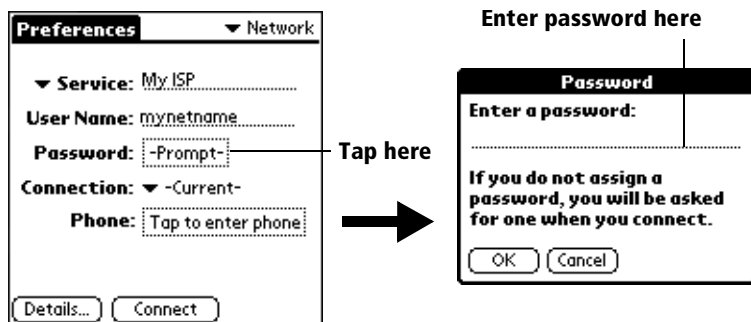 Preferences
Network
Service: My ISP
User Name: mynetname
Password: -Prompt-
Connection: -Current-
Phone: Tap to enter phone
Details... Connect
Tap here
Enter password here
Password
Enter a password:
If you do not assign a
password, you will be asked
for one when you connect.
OK Cancel